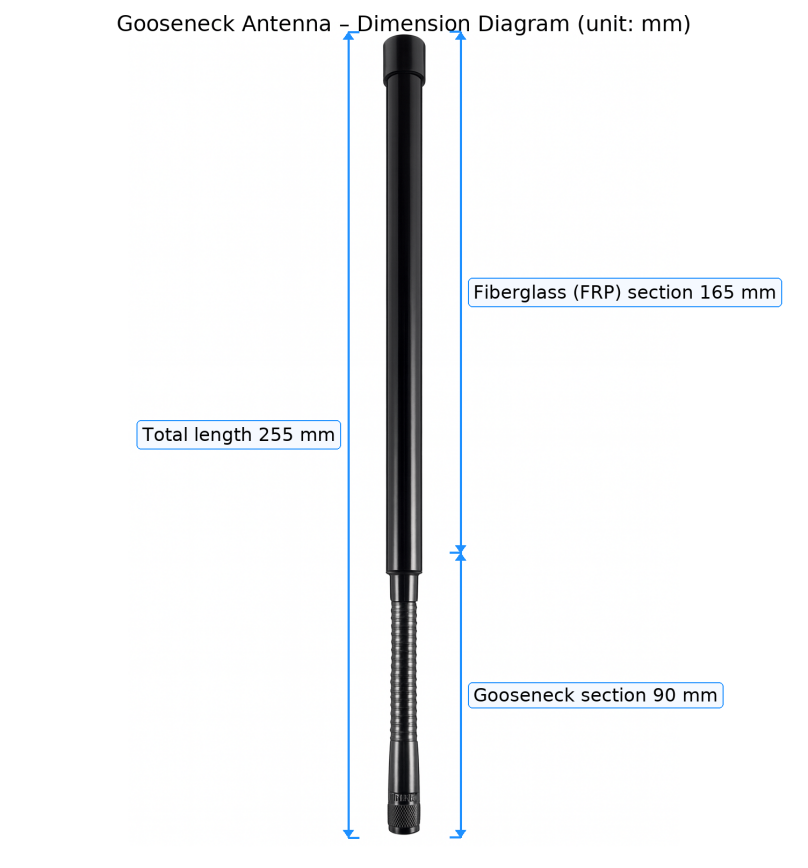 Gooseneck Antenna – Dimension Diagram (unit: mm)
Fiberglass (FRP) section 165 mm
Total length 255 mm
Gooseneck section 90 mm